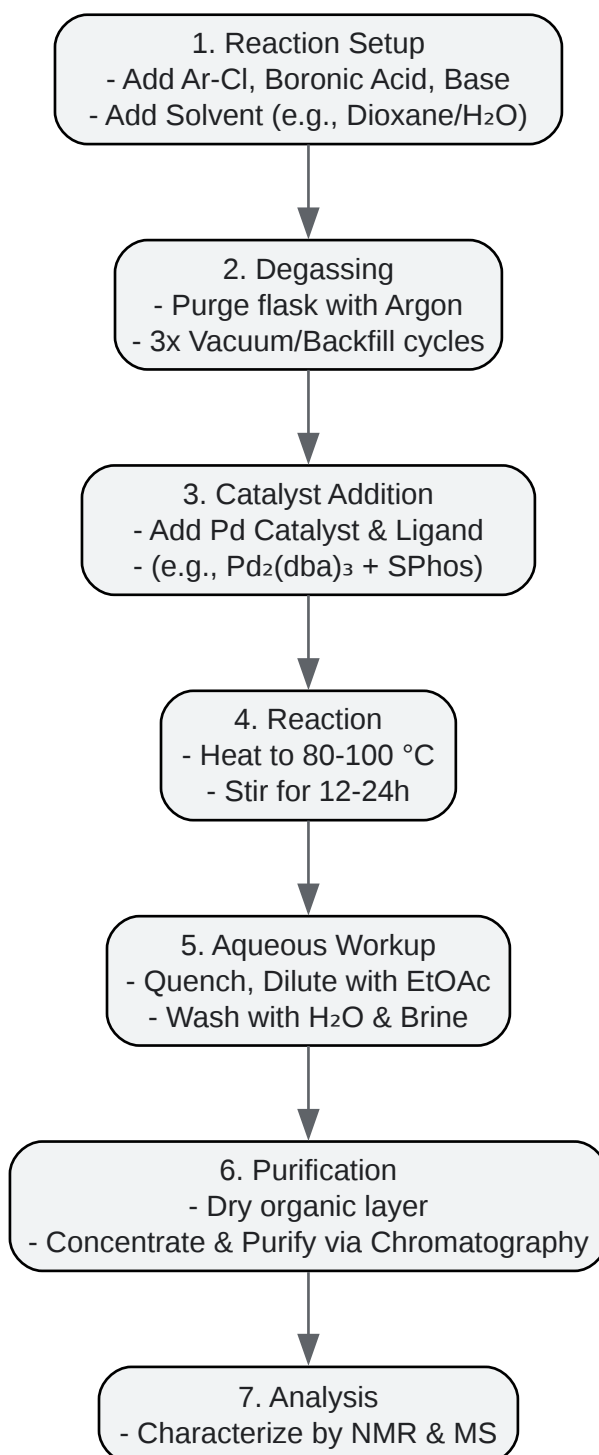 1. Reaction Setup
- Add Ar-Cl, Boronic Acid, Base
- Add Solvent (e.g., Dioxane/H₂O)
2. Degassing
- Purge flask with Argon
- 3x Vacuum/Backfill cycles
3. Catalyst Addition
- Add Pd Catalyst & Ligand
- (e.g., Pd₂(dba)₃ + SPhos)
4. Reaction
- Heat to 80-100 °C
- Stir for 12-24h
5. Aqueous Workup
- Quench, Dilute with EtOAc
- Wash with H₂O & Brine
6. Purification
- Dry organic layer
- Concentrate & Purify via Chromatography
7. Analysis
- Characterize by NMR & MS